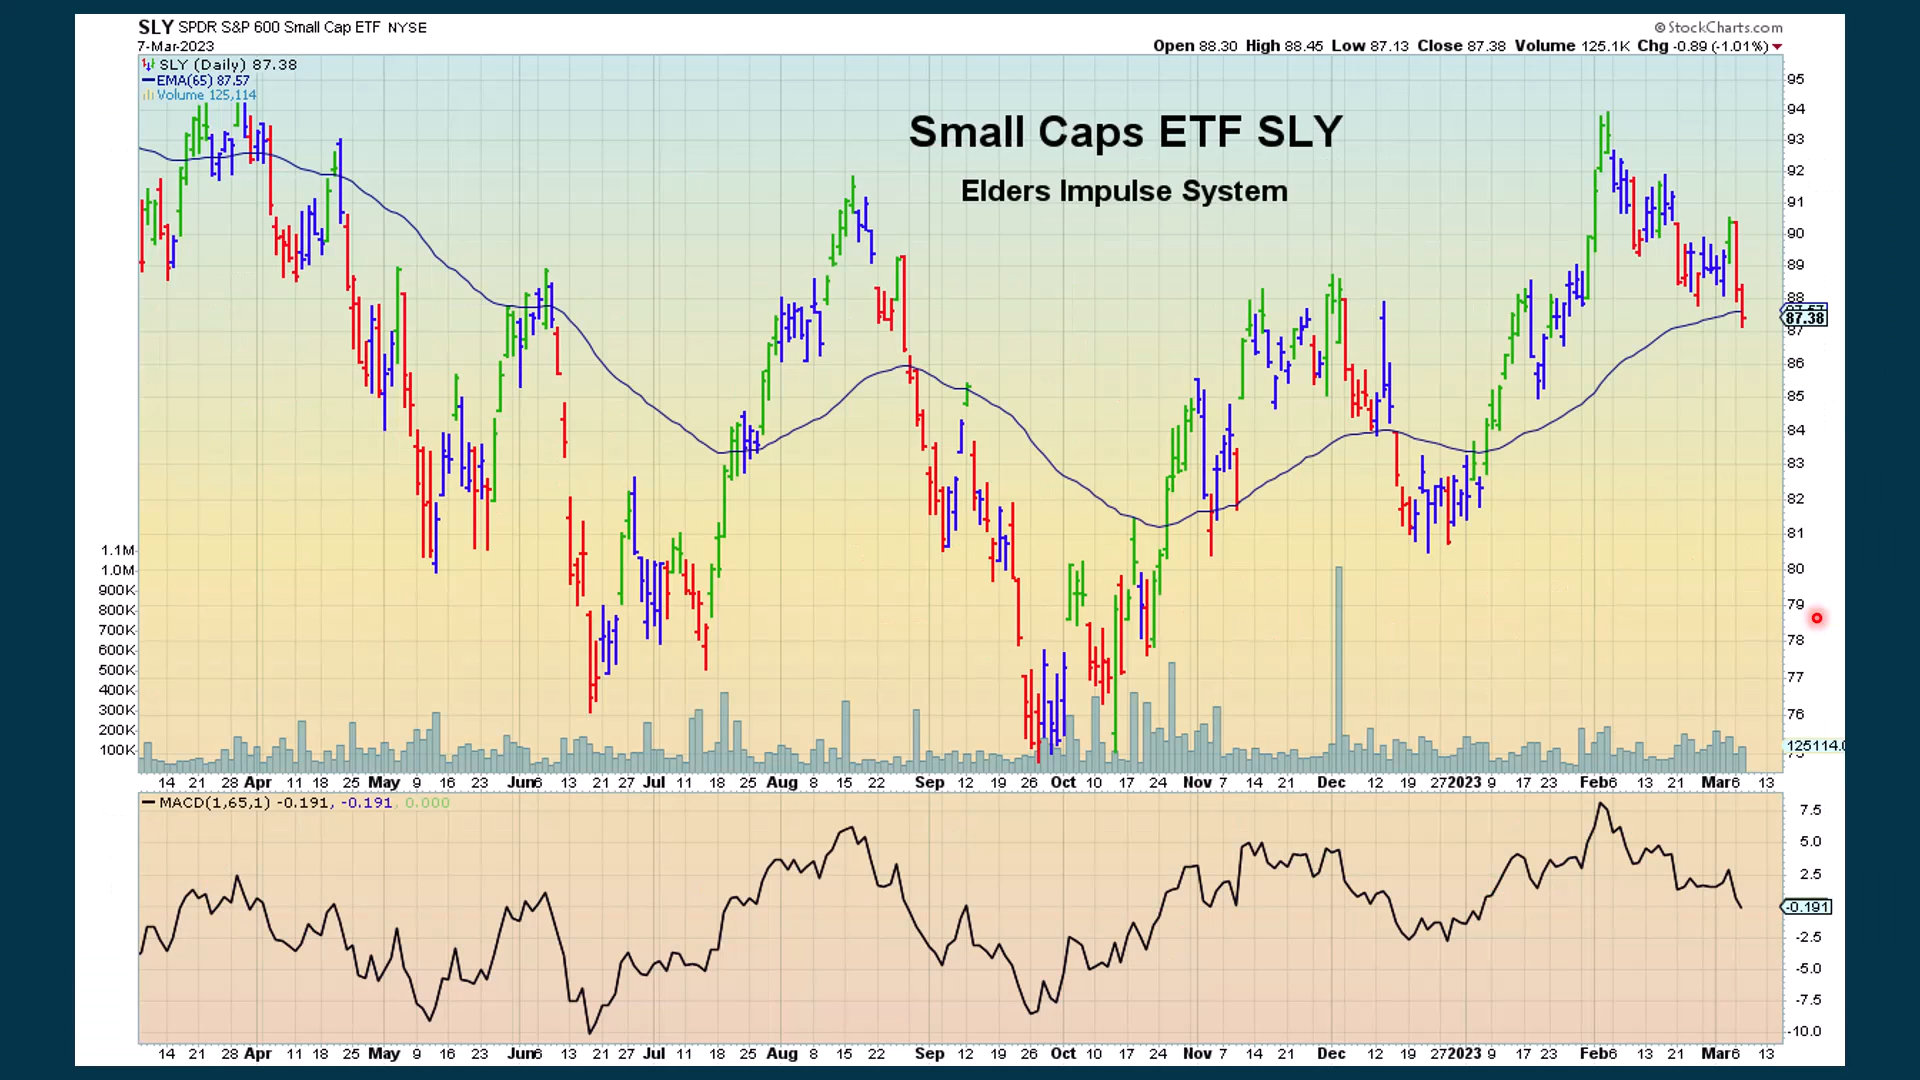 SLY SPDR S&P 600 Small Cap ETF NYSE
© StockCharts.com
7-Mar-2023
Open 88.30 High 88.45 Low 87.13 Close 87.38 Volume 125.1K Chg -0.89 (-1.01%)
SLY (Daily) 87.38
EMA(65) 87.57
Volume 125,114
Small Caps ETF SLY
Elders Impulse System
95
94
93
92
91
90
89
88
87.38
87
86
85
84
83
82
81
80
79
78
77
76
1.1M
1.0M
900K
800K
700K
600K
500K
400K
300K
200K
100K
125114.0
14 21 28 Apr 11 18 25 May 9 16 23 Jun 6 13 21 27 Jul 11 18 25 Aug 8 15 22 Sep 12 19 26 Oct 10 17 24 Nov 7 14 21 Dec 12 19 27 2023 9 17 23 Feb 6 13 21 Mar 6 13
MACD(1,65,1) -0.191, -0.191, 0.000
7.5
5.0
2.5
-0.191
-2.5
-5.0
-7.5
-10.0
14 21 28 Apr 11 18 25 May 9 16 23 Jun 6 13 21 27 Jul 11 18 25 Aug 8 15 22 Sep 12 19 26 Oct 10 17 24 Nov 7 14 21 Dec 12 19 27 2023 9 17 23 Feb 6 13 21 Mar 6 13